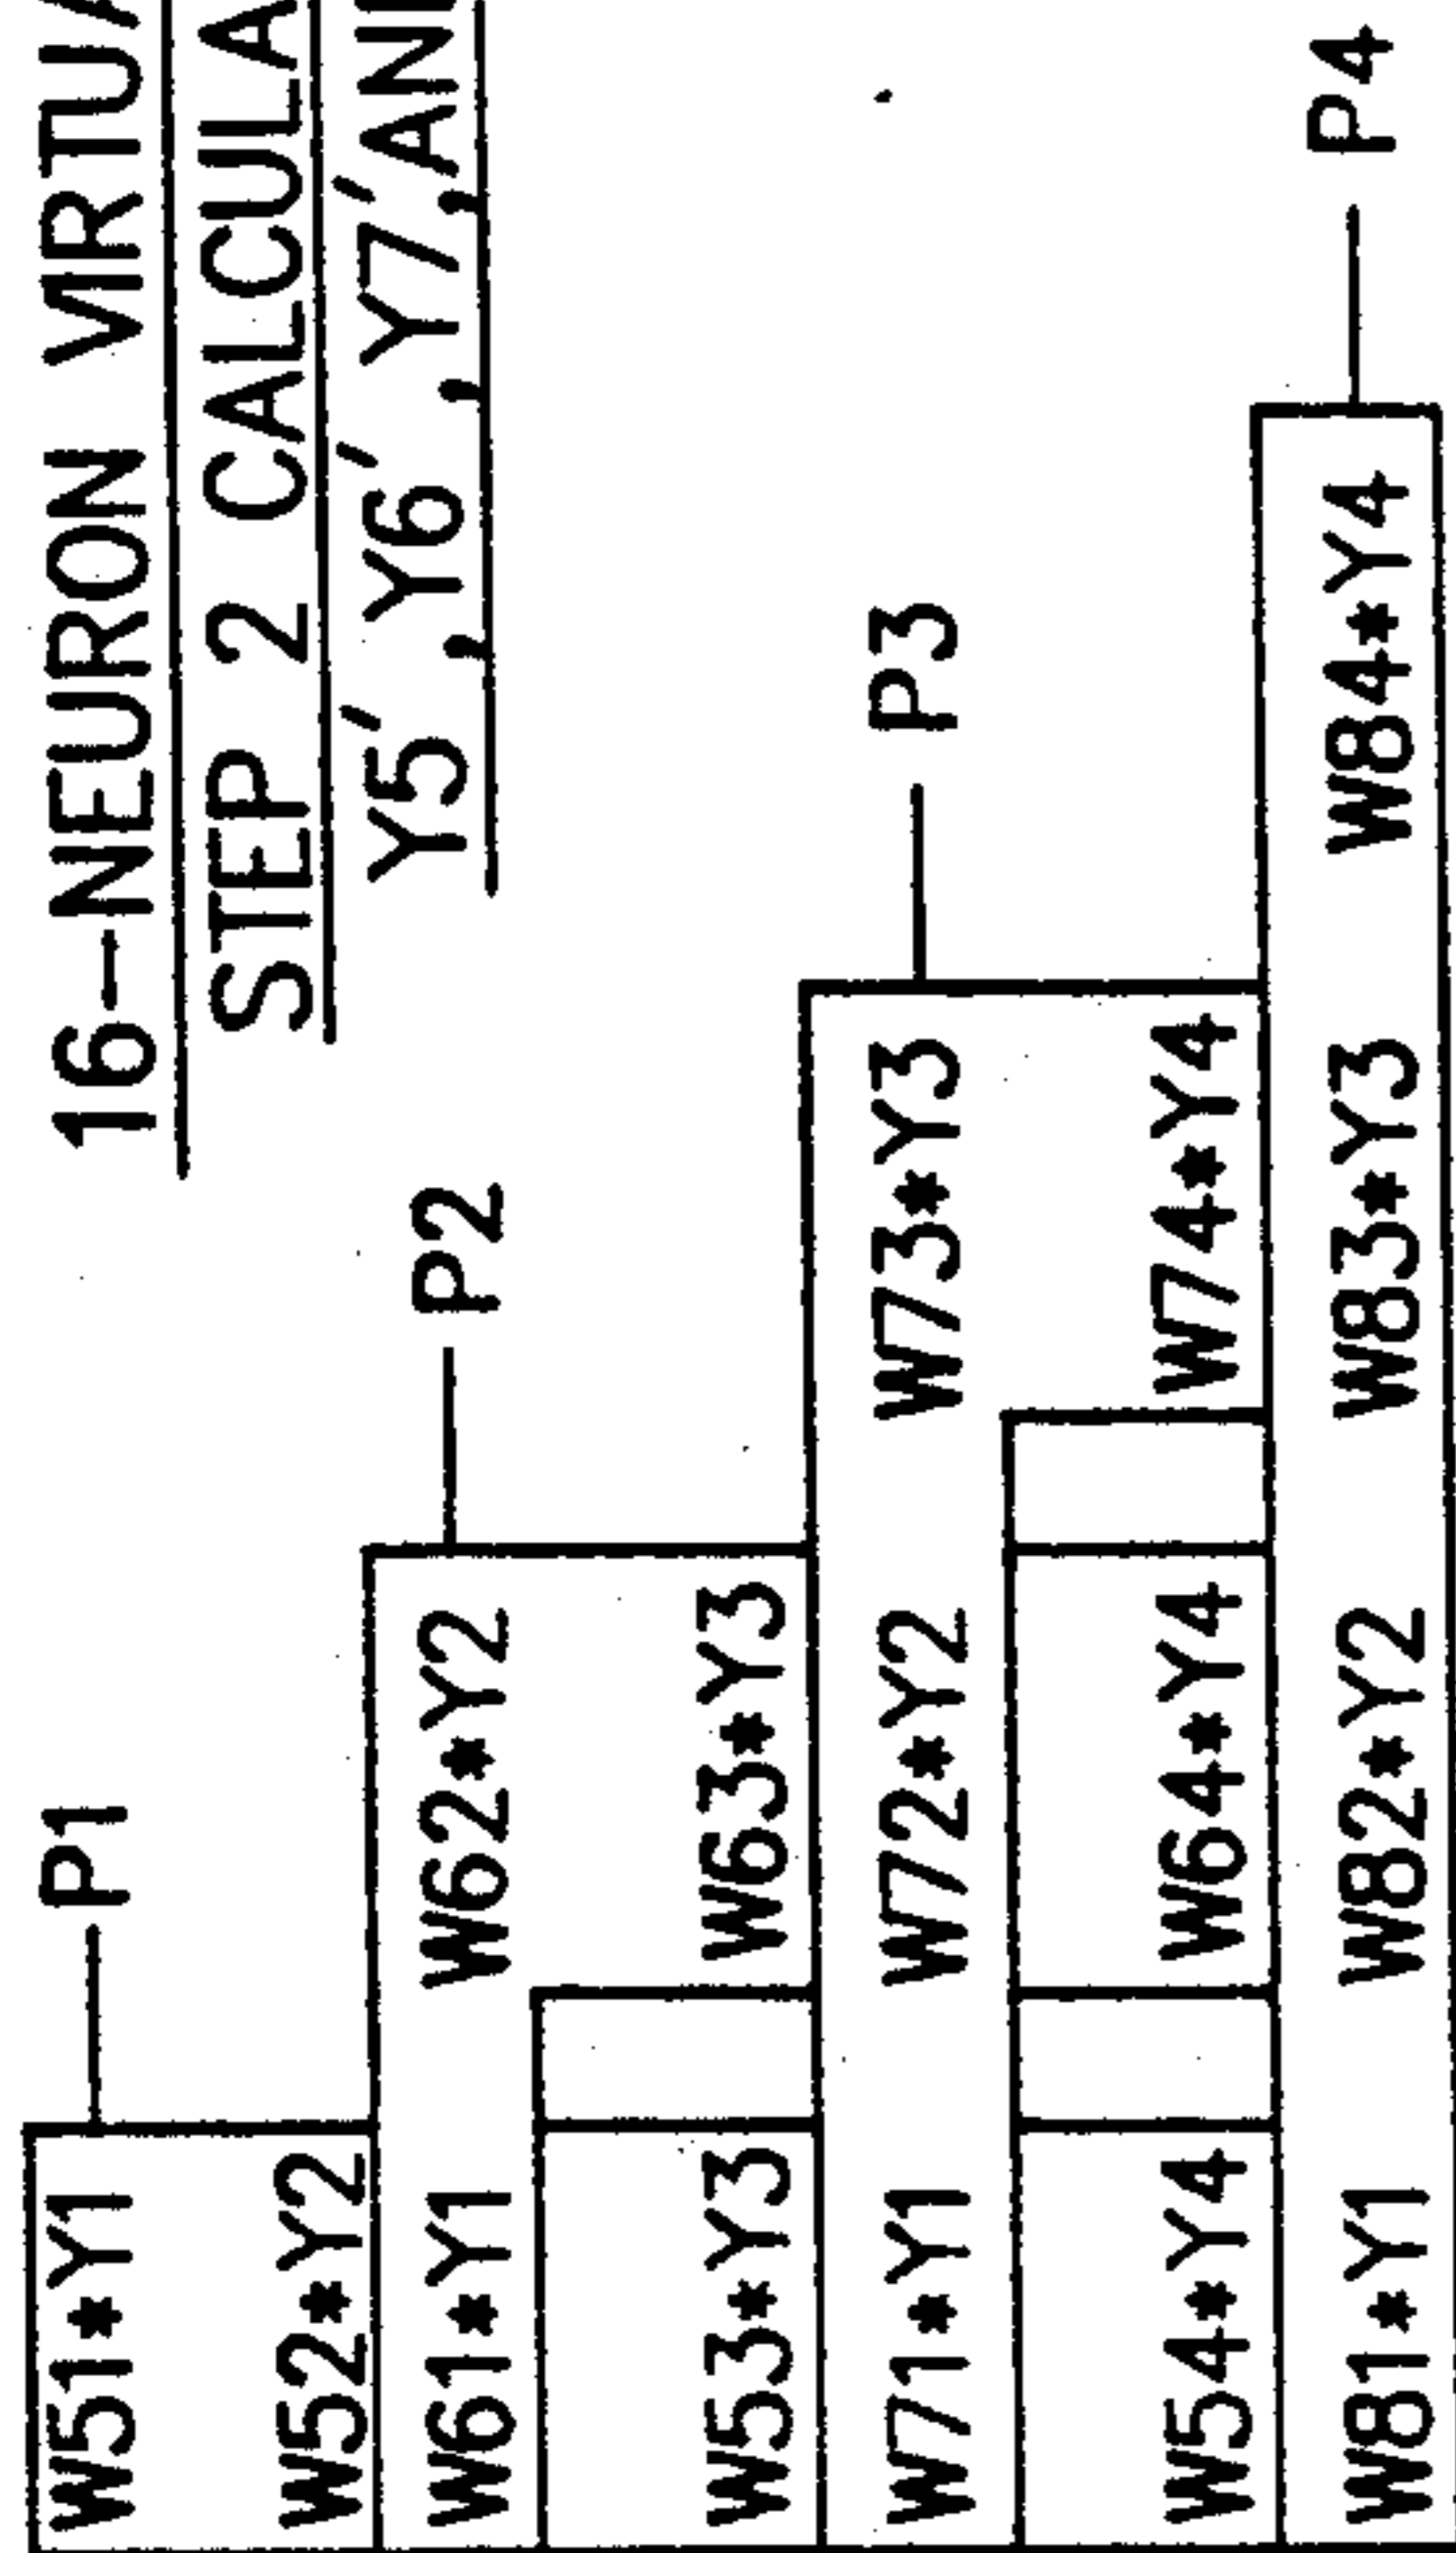 16-NEURON VIRTUA
STEP 2 CALCULA
Y5', Y6', Y7', AN
W51*Y1 P1
W52*Y2
W61*Y1 W62*Y2 P2
W53*Y3 W63*Y3
W71*Y1 W72*Y2 W73*Y3 P3
W54*Y4 W64*Y4 W74*Y4
W81*Y1 W82*Y2 W83*Y3 W84*Y4 P4